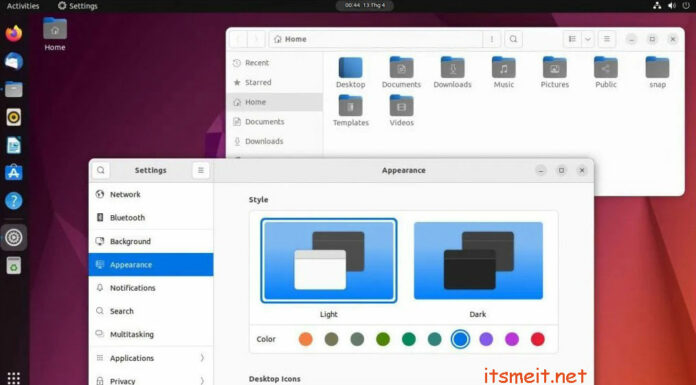 Activities Settings 00:44 13 Thg 4
Home
Home
Recent
Starred
Home
Documents
Downloads
Desktop Documents Downloads Music Pictures Public snap
Templates Videos
Settings
Appearance
Network
Bluetooth
Background
Appearance
Notifications
Search
Multitasking
Applications
Privacy
Style
Light Dark
Color
Desktop Icons
itsmeit.net